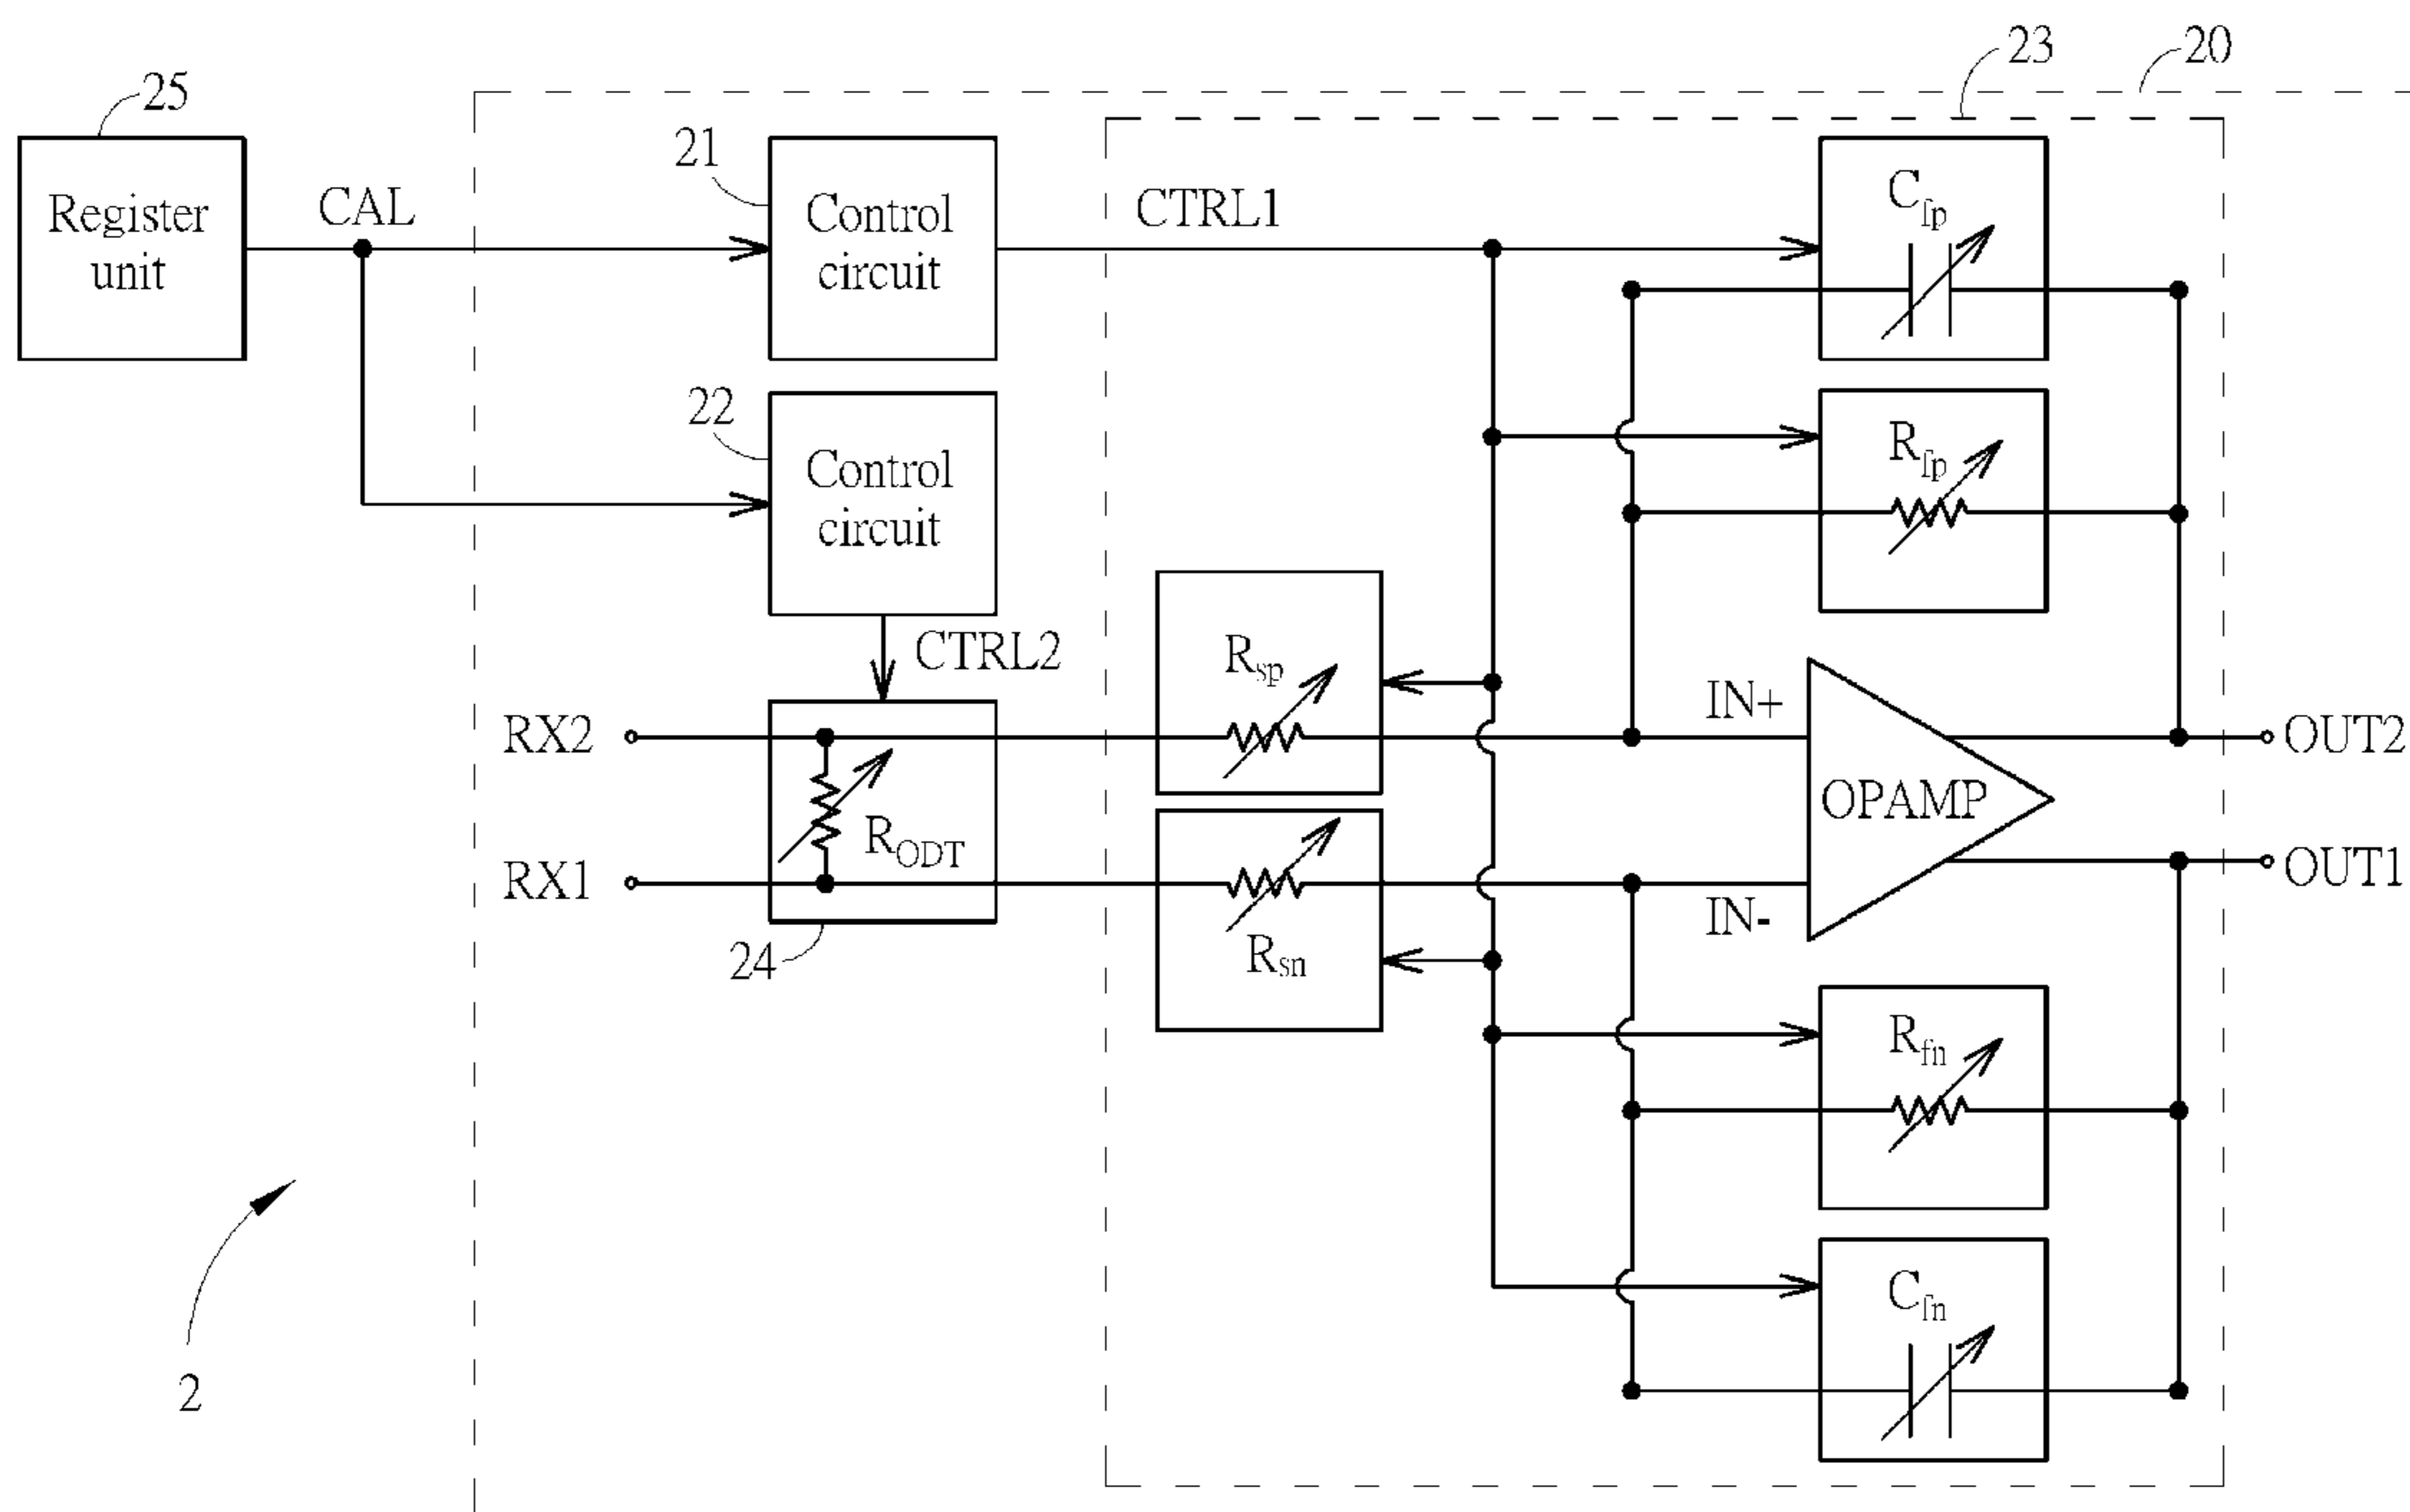 23
20
25
21
Register
unit
CAL
Control
circuit
CTRL1
Cfp
22
Control
circuit
Rfp
CTRL2
Rsp
RX2
IN+
OUT2
OPAMP
RODT
RX1
IN-
OUT1
24
Rsn
Rfn
Cfn
2